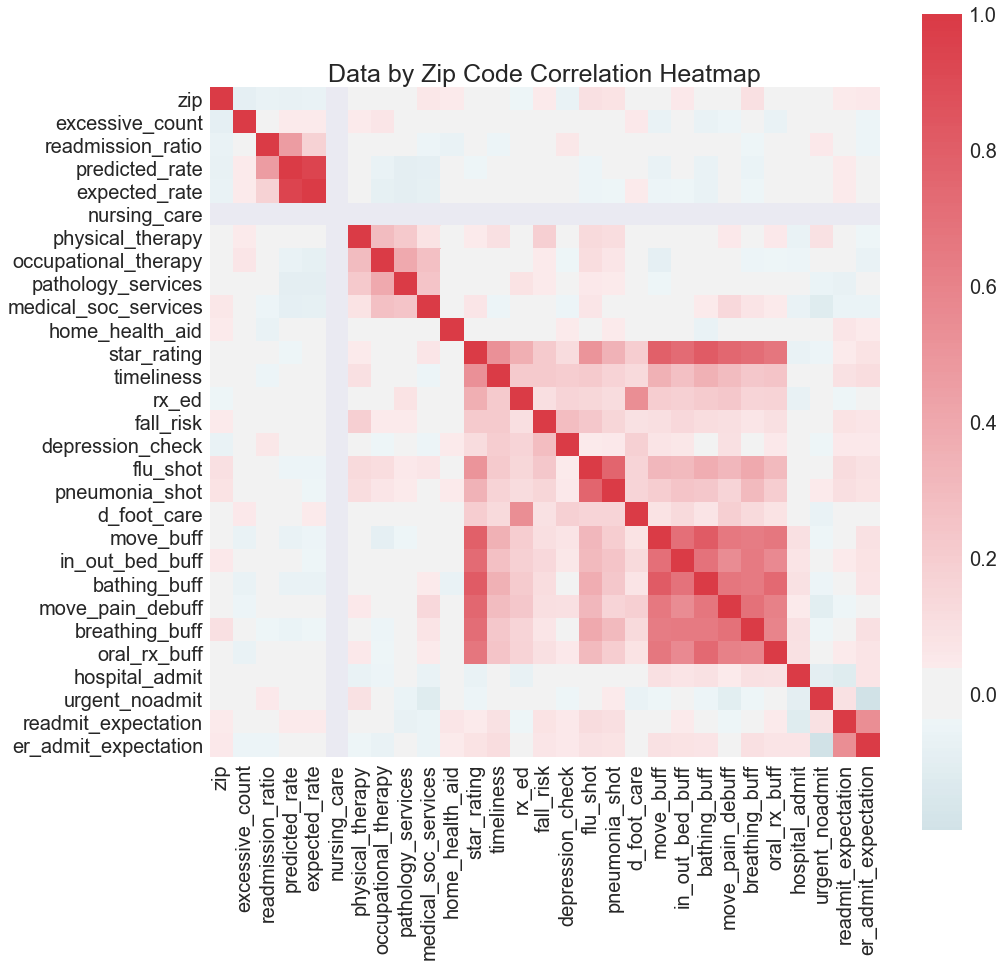 Data by Zip Code Correlation Heatmap
zip
excessive_count
readmission_ratio
predicted_rate
expected_rate
nursing_care
physical_therapy
occupational_therapy
pathology_services
medical_soc_services
home_health_aid
star_rating
timeliness
rx_ed
fall_risk
depression_check
flu_shot
pneumonia_shot
d_foot_care
move_buff
in_out_bed_buff
bathing_buff
move_pain_debuff
breathing_buff
oral_rx_buff
hospital_admit
urgent_noadmit
readmit_expectation
er_admit_expectation
zip
excessive_count
readmission_ratio
predicted_rate
expected_rate
nursing_care
physical_therapy
occupational_therapy
pathology_services
medical_soc_services
home_health_aid
star_rating
timeliness
rx_ed
fall_risk
depression_check
flu_shot
pneumonia_shot
d_foot_care
move_buff
in_out_bed_buff
bathing_buff
move_pain_debuff
breathing_buff
oral_rx_buff
hospital_admit
urgent_noadmit
readmit_expectation
er_admit_expectation
1.0
0.8
0.6
0.4
0.2
0.0